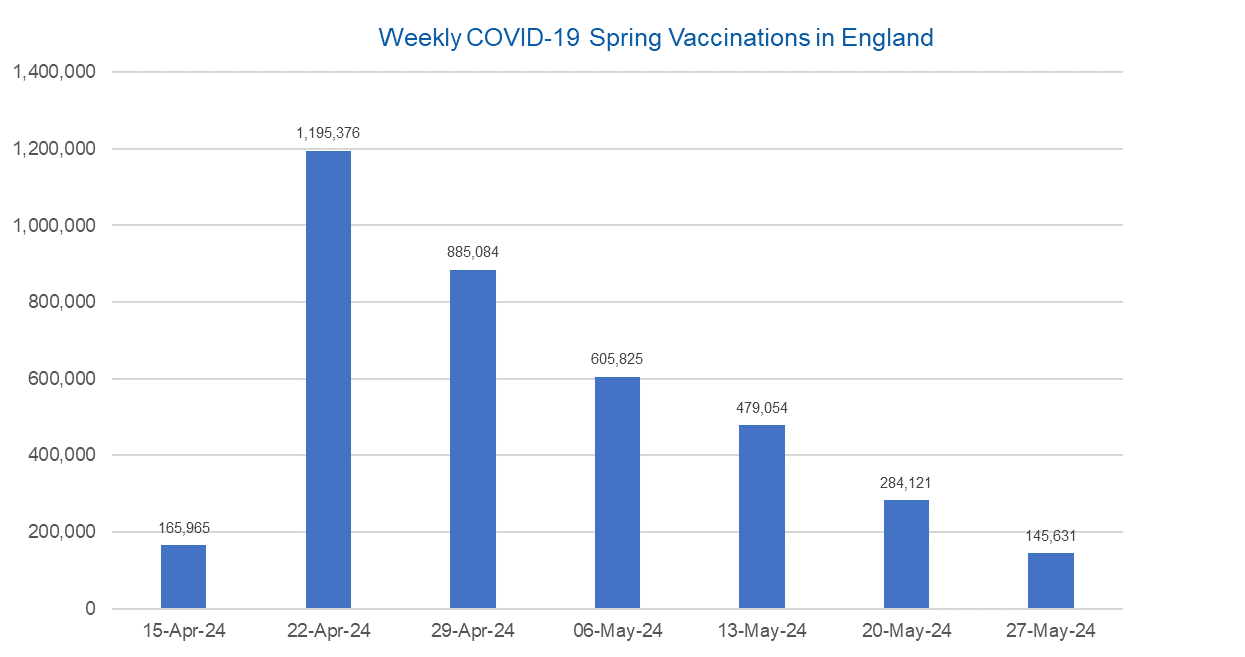 Weekly COVID-19 Spring Vaccinations in England
1,400,000
1,200,000
1,000,000
800,000
600,000
400,000
200,000
0
165,965
1,195,376
885,084
605,825
479,054
284,121
145,631
15-Apr-24
22-Apr-24
29-Apr-24
06-May-24
13-May-24
20-May-24
27-May-24